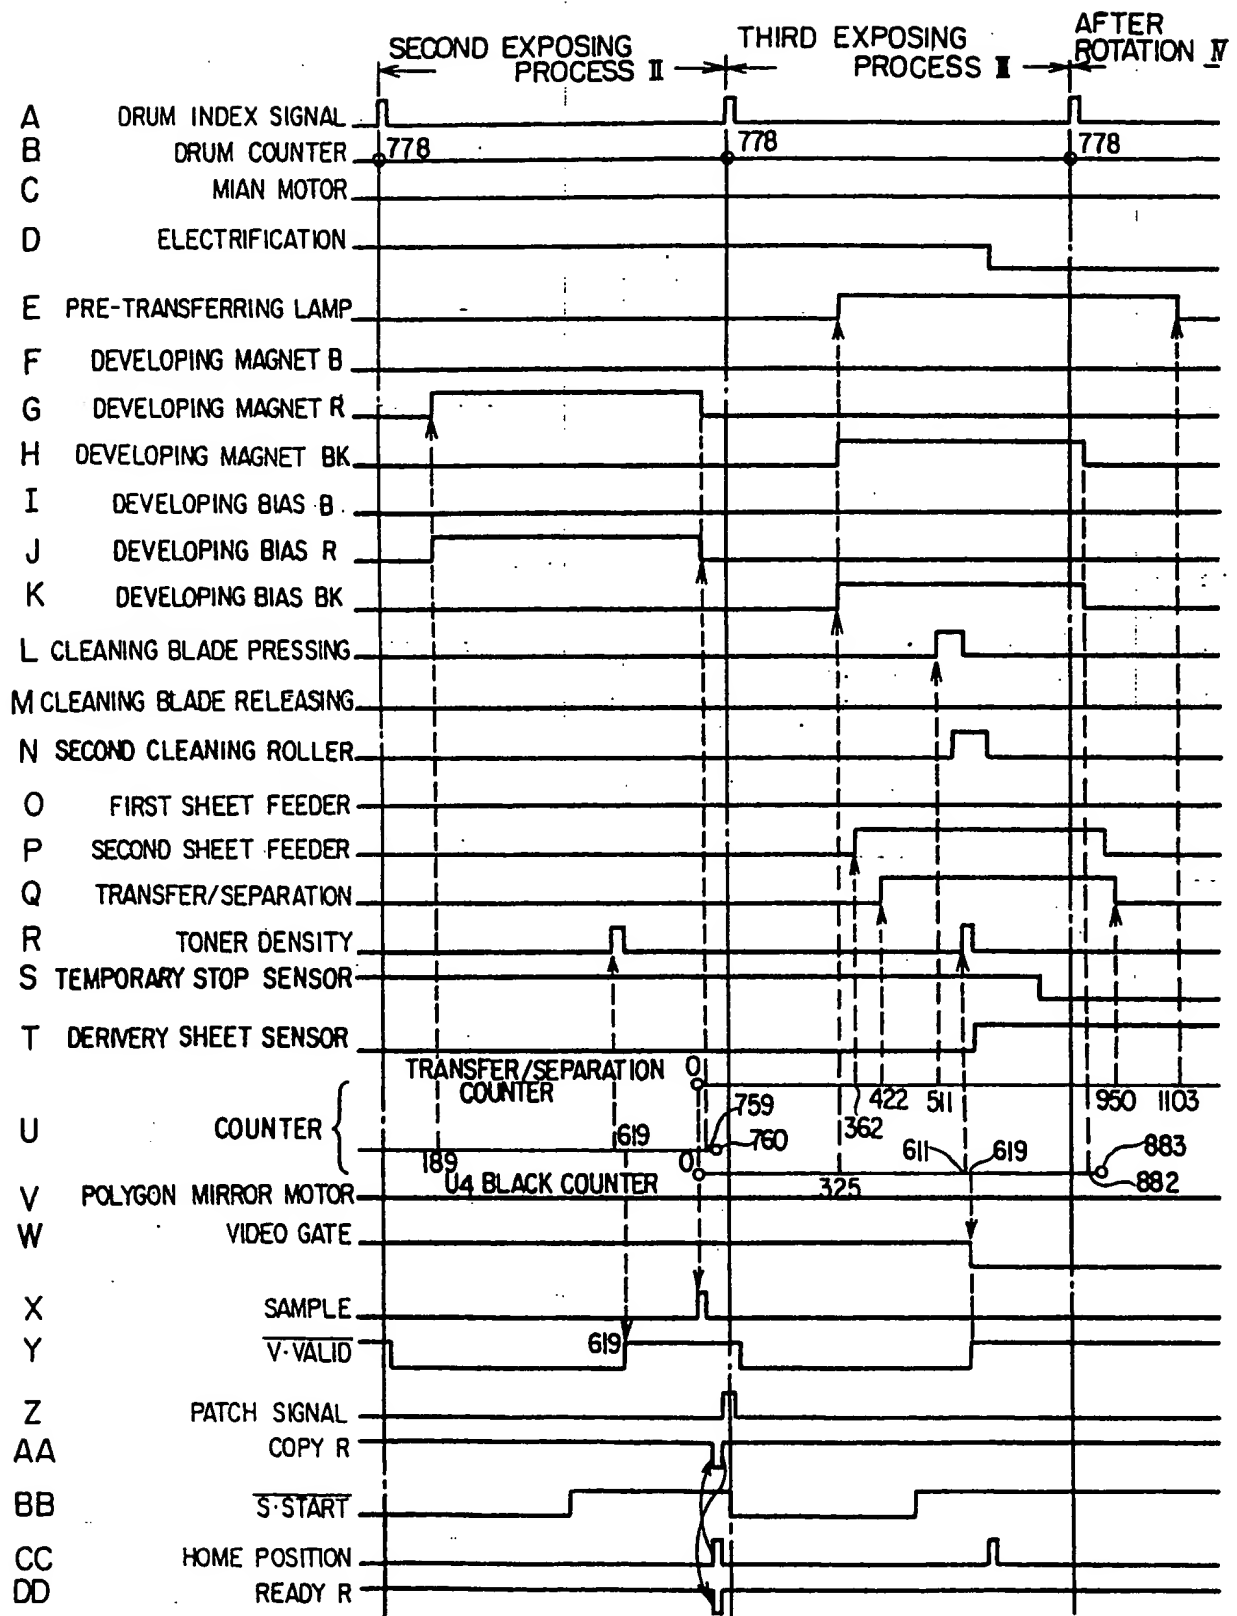 SECOND EXPOSING PROCESS II
THIRD EXPOSING PROCESS III
AFTER ROTATION IV
A DRUM INDEX SIGNAL
B DRUM COUNTER 778 778 778
C MIAN MOTOR
D ELECTRIFICATION
E PRE-TRANSFERRING LAMP
F DEVELOPING MAGNET B
G DEVELOPING MAGNET R
H DEVELOPING MAGNET BK
I DEVELOPING BIAS B
J DEVELOPING BIAS R
K DEVELOPING BIAS BK
L CLEANING BLADE PRESSING
M CLEANING BLADE RELEASING
N SECOND CLEANING ROLLER
O FIRST SHEET FEEDER
P SECOND SHEET FEEDER
Q TRANSFER/SEPARATION
R TONER DENSITY
S TEMPORARY STOP SENSOR
T DERIVERY SHEET SENSOR
TRANSFER/SEPARATION COUNTER 0
759 362 422 511 950 1103
U COUNTER 619 760 611 619 883
189 U4 BLACK COUNTER 0 325 882
V POLYGON MIRROR MOTOR
W VIDEO GATE
X SAMPLE
Y V·VALID 619
Z PATCH SIGNAL
AA COPY R
BB S·START
CC HOME POSITION
DD READY R